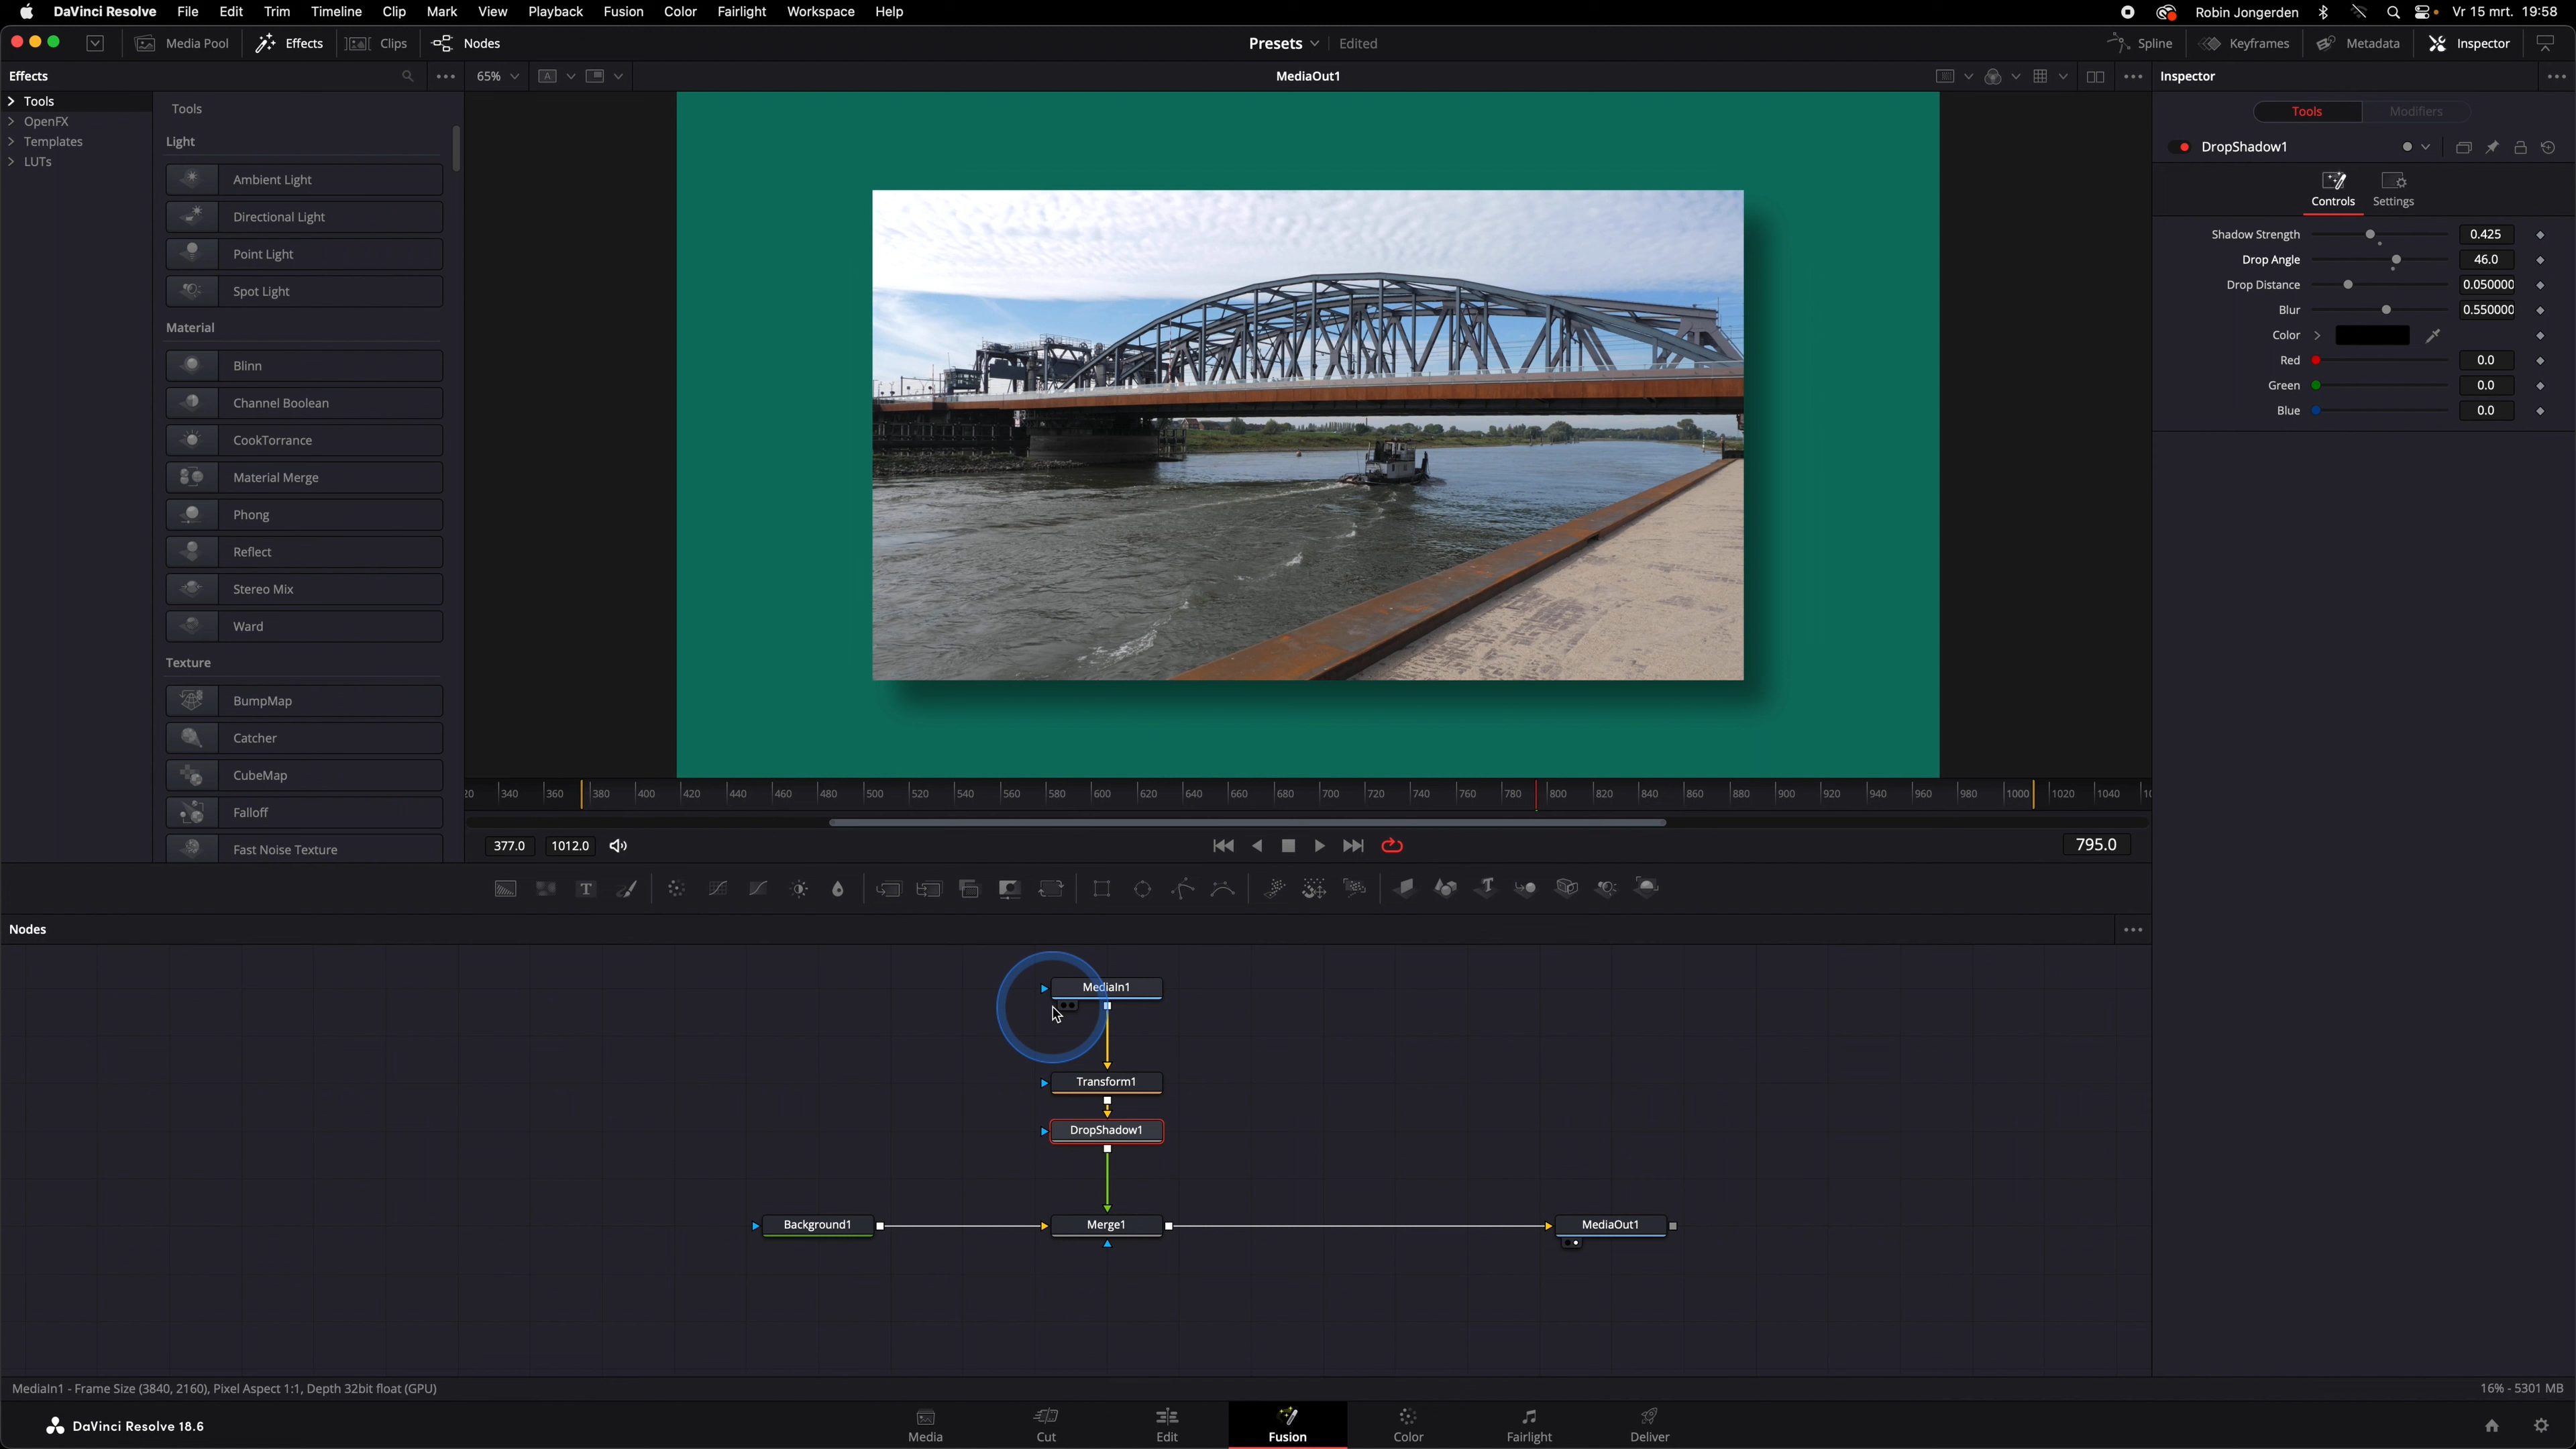 DaVinci Resolve File Edit Trim Timeline Clip Mark View Playback Fusion Color Fairlight Workspace Help Robin Jongerden Vr 15 mrt. 19:58
Media Pool Effects Clips Nodes Presets Edited Spline Keyframes Metadata Inspector
Effects 65% A MediaOut1 Inspector
Tools
OpenFX
Templates
LUTs
Tools
Light
Ambient Light
Directional Light
Point Light
Spot Light
Material
Blinn
Channel Boolean
CookTorrance
Material Merge
Phong
Reflect
Stereo Mix
Ward
Texture
BumpMap
Catcher
CubeMap
Falloff
Fast Noise Texture
Tools Modifiers
DropShadow1
Controls Settings
Shadow Strength 0.425
Drop Angle 46.0
Drop Distance 0.050000
Blur 0.550000
Color
Red 0.0
Green 0.0
Blue 0.0
20 340 360 380 400 420 440 460 480 500 520 540 560 580 600 620 640 660 680 700 720 740 760 780 800 820 840 860 880 900 920 940 960 980 1000 1020 1040 10
377.0 1012.0 795.0
T T
Nodes
MediaIn1
Transform1
DropShadow1
Background1 Merge1 MediaOut1
MediaIn1 - Frame Size (3840, 2160), Pixel Aspect 1:1, Depth 32bit float (GPU) 16% - 5301 MB
DaVinci Resolve 18.6 Media Cut Edit Fusion Color Fairlight Deliver